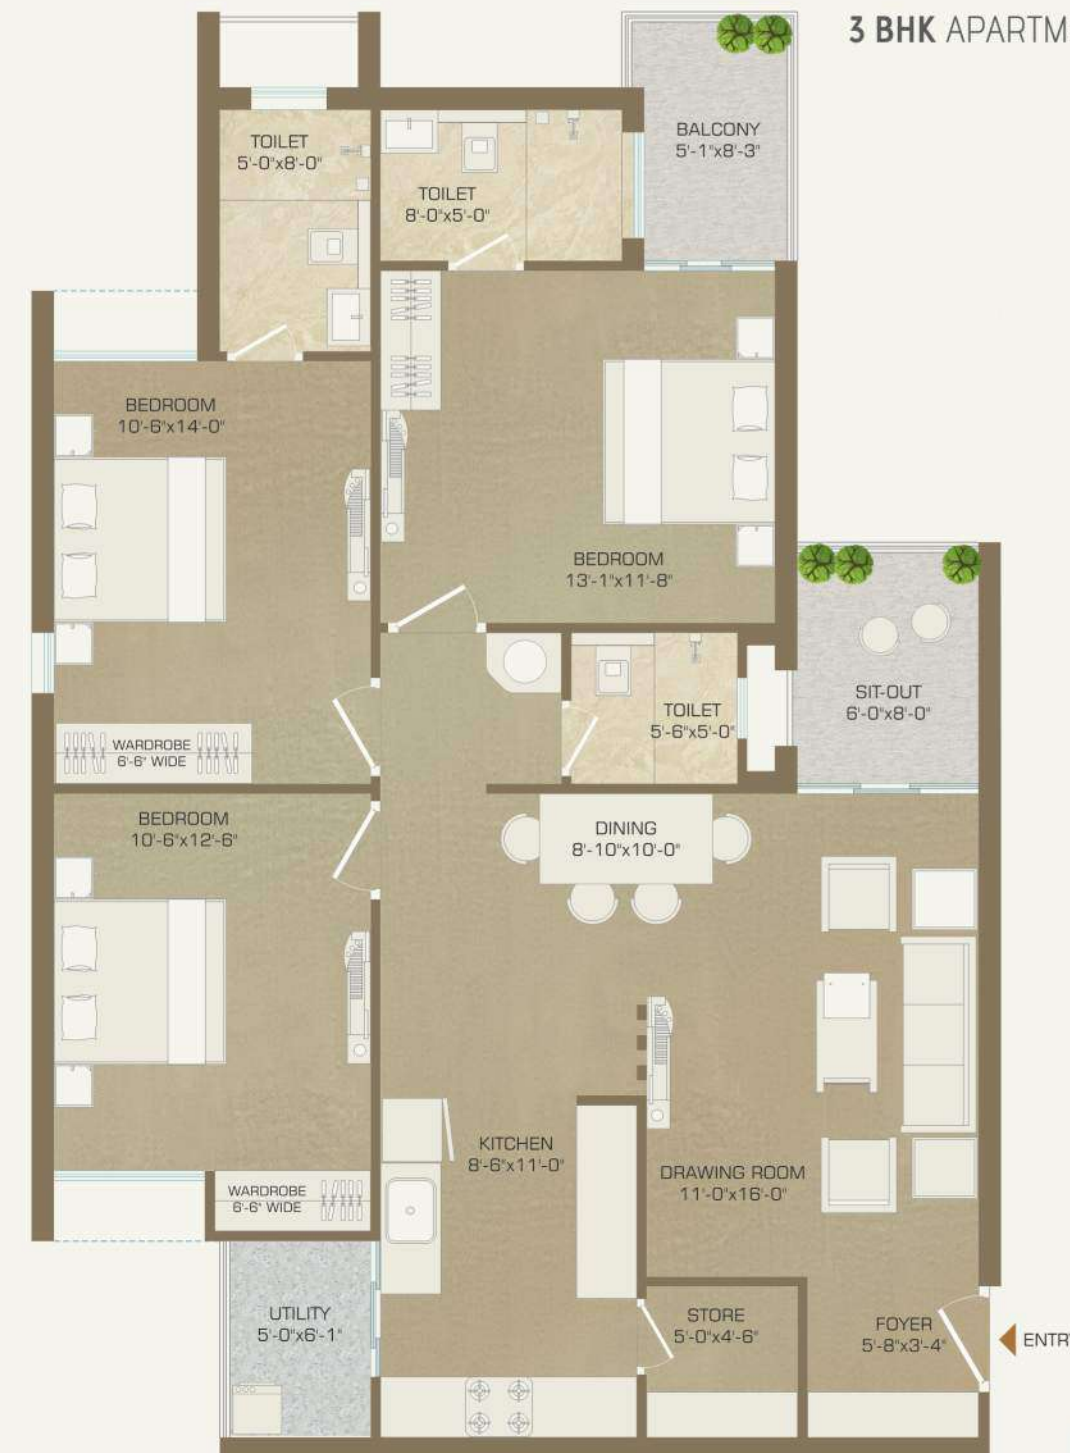 3 BHK APARTM
TOILET
5'-0"x8'-0"
TOILET
8'-0"x5'-0"
BALCONY
5'-1"x8'-3"
BEDROOM
10'-6"x14'-0"
BEDROOM
13'-1"x11'-8"
SIT-OUT
6'-0"x8'-0"
TOILET
5'-6"x5'-0"
WARDROBE
6'-6" WIDE
BEDROOM
10'-6"x12'-6"
DINING
8'-10"x10'-0"
KITCHEN
8'-6"x11'-0"
DRAWING ROOM
11'-0"x16'-0"
WARDROBE
6'-6" WIDE
UTILITY
5'-0"x6'-1"
STORE
5'-0"x4'-6"
FOYER
5'-8"x3'-4"
ENTR